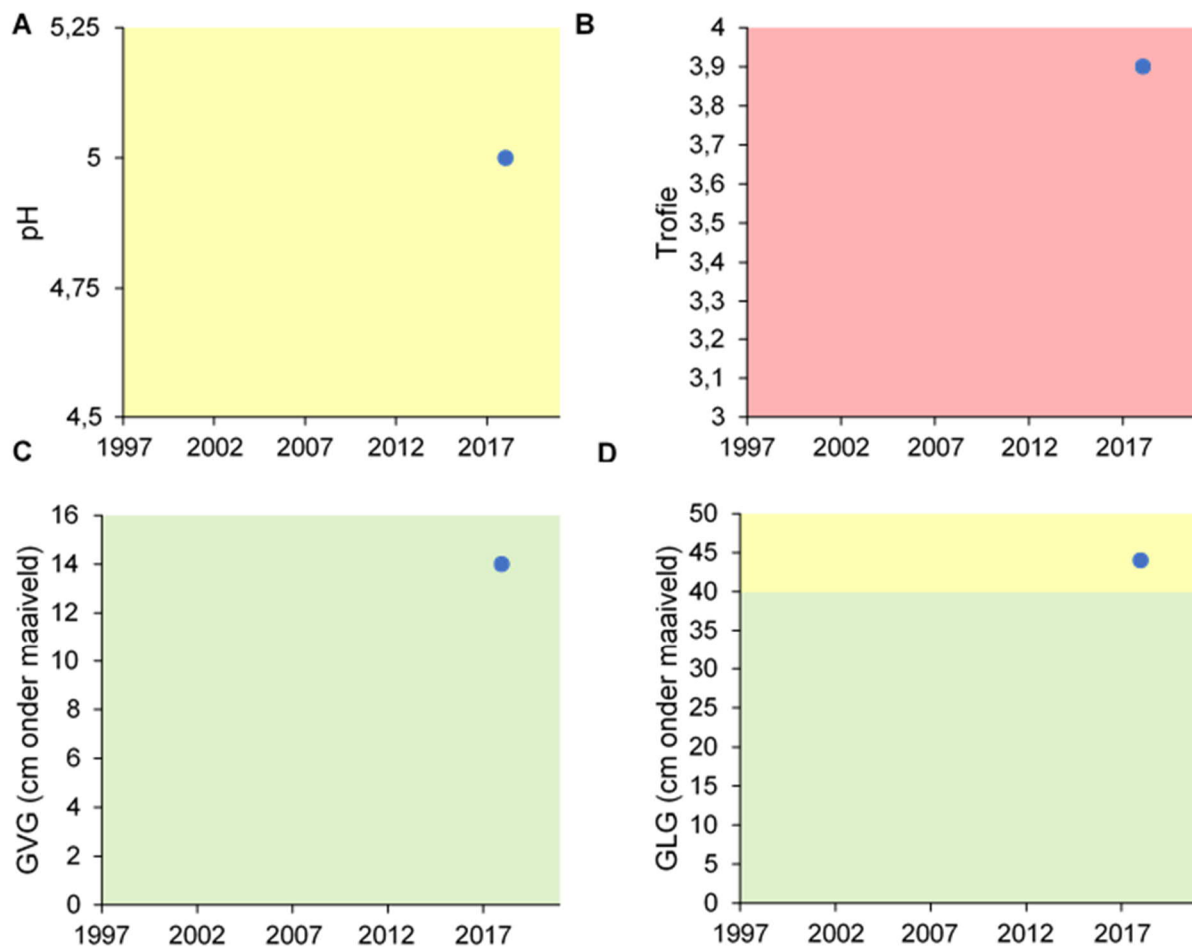 A
5,25
5
4,75
4,5
pH
1997 2002 2007 2012 2017
B
4
3,9
3,8
3,7
3,6
3,5
3,4
3,3
3,2
3,1
3
Trofie
1997 2002 2007 2012 2017
C
16
14
12
10
8
6
4
2
0
GVG (cm onder maaiveld)
1997 2002 2007 2012 2017
D
50
45
40
35
30
25
20
15
10
5
0
GLG (cm onder maaiveld)
1997 2002 2007 2012 2017